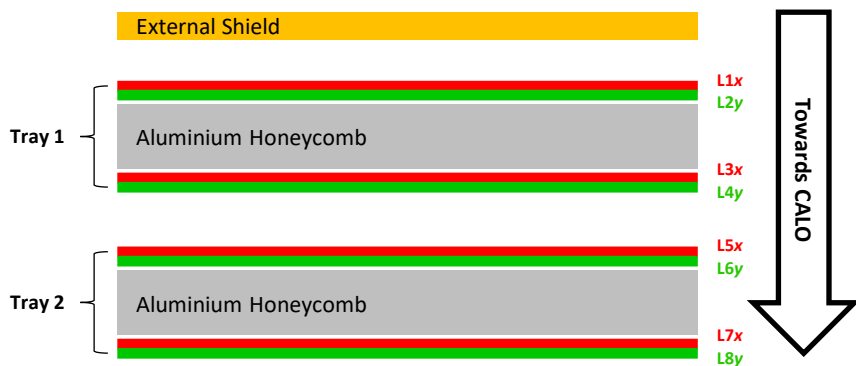 External Shield
L1x
L2y
Tray 1
Aluminium Honeycomb
L3x
L4y
Towards CALO
L5x
L6y
Tray 2
Aluminium Honeycomb
L7x
L8y